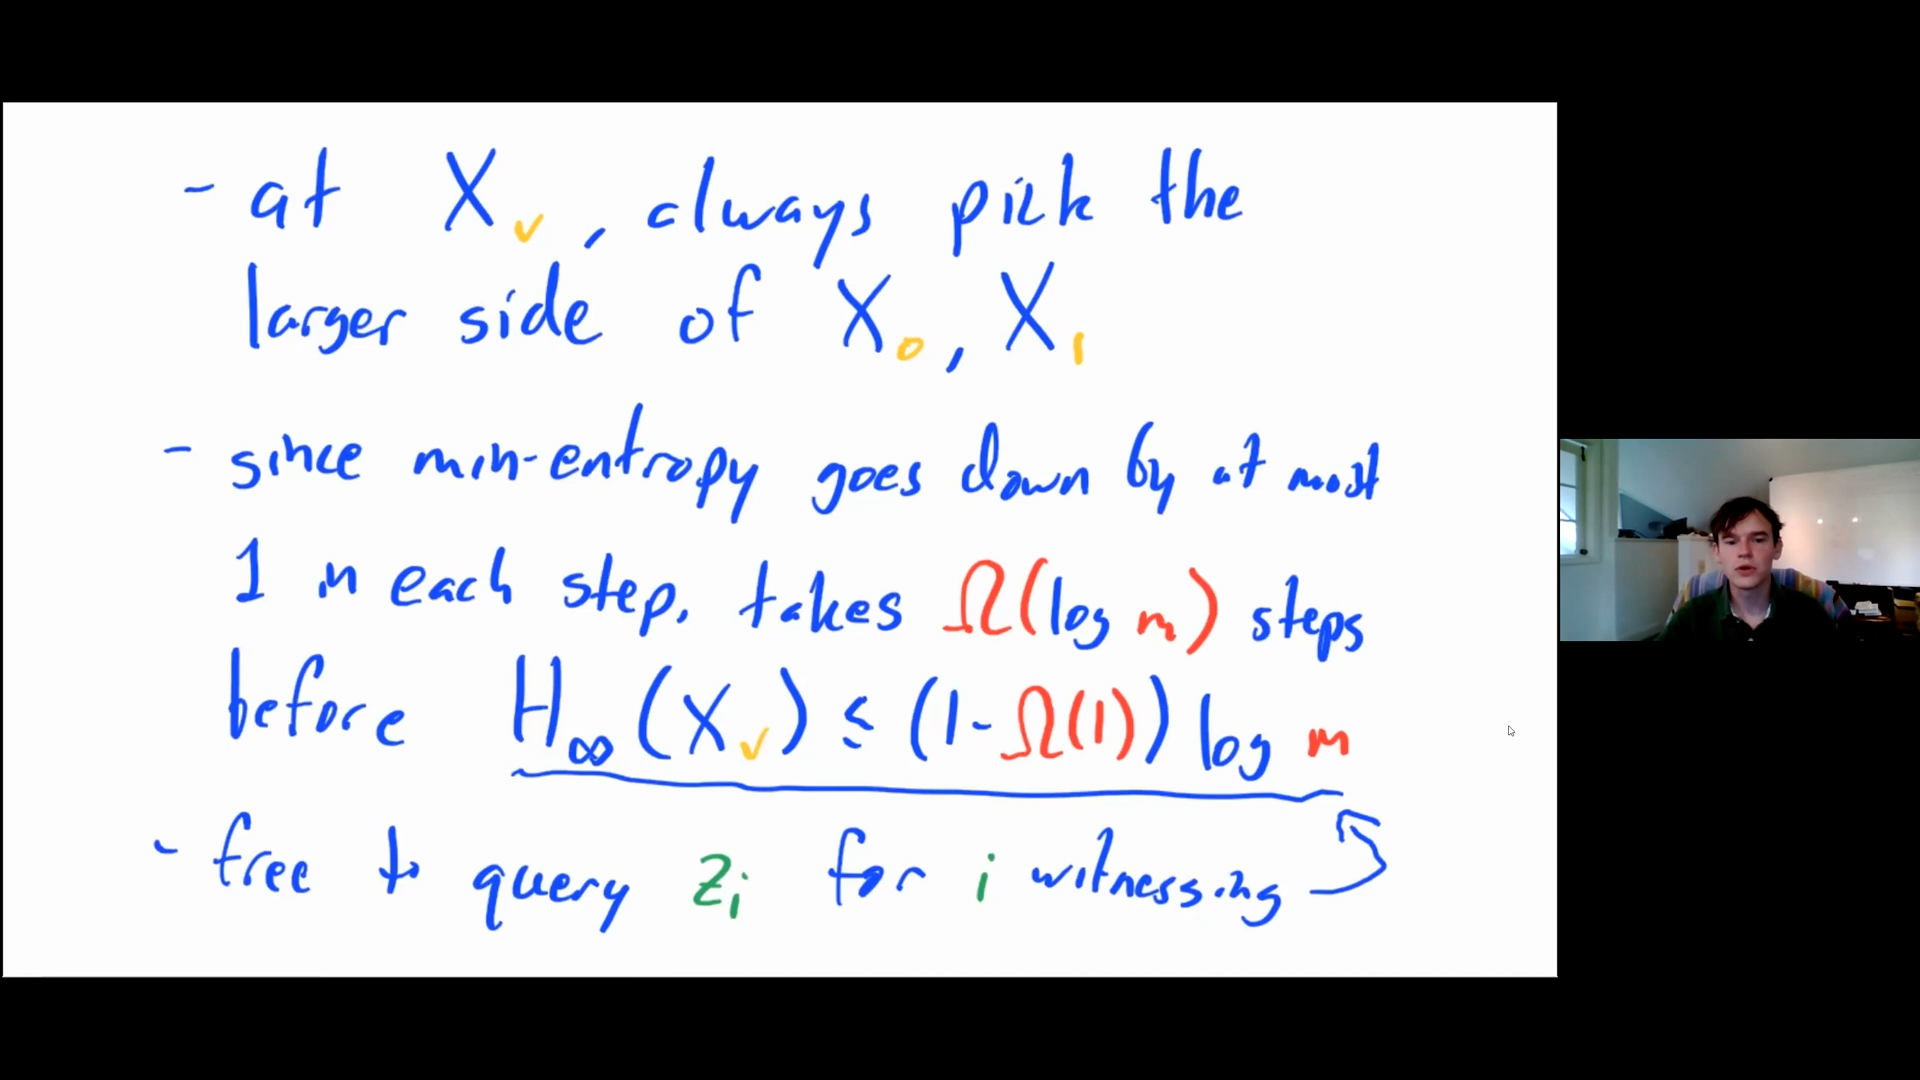 - at X_v, always pick the
larger side of X_0, X_1
- since min-entropy goes down by at most
1 in each step, takes Ω(log m) steps
before H_∞(X_v) ≤ (1-Ω(1)) log m
- free to query z_i for i witnessing